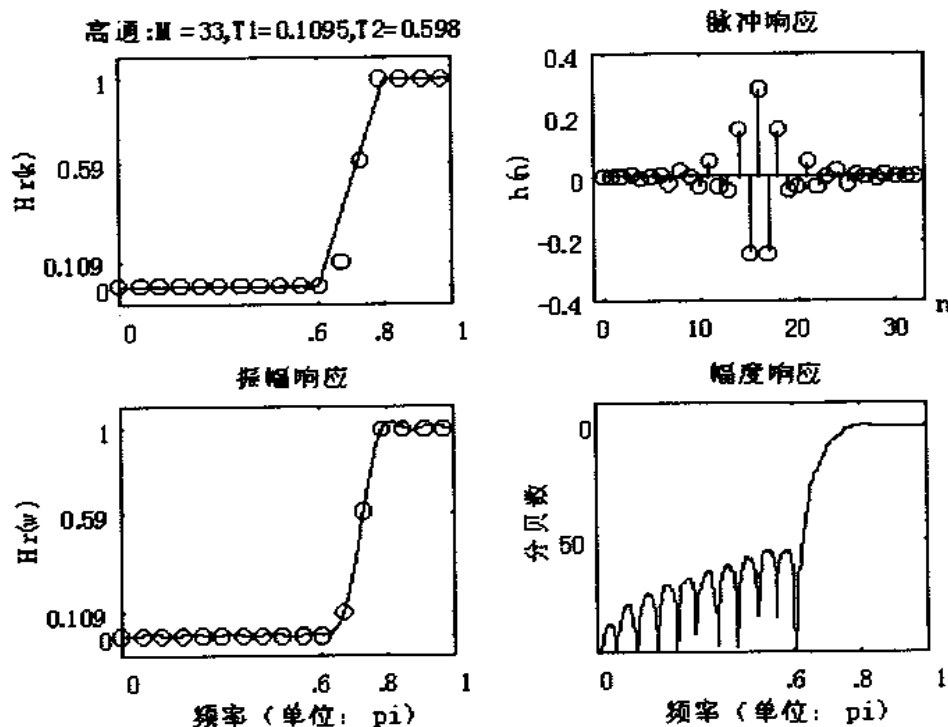 高通:M=33,T1=0.1095,T2=0.598
1
0.59
0.109
0
Hr(k)
0 .6 .8 1
脉冲响应
0.4
0.2
0
-0.2
-0.4
h(n)
0 10 20 30 n
振幅响应
1
0.59
0.109
0
Hr(w)
0 .6 .8 1
频率(单位: pi)
幅度响应
0
50
分贝数
0 .6 .8 1
频率(单位: pi)